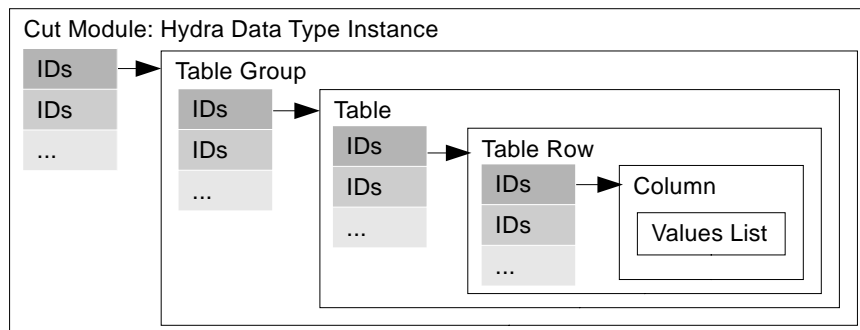 Cut Module: Hydra Data Type Instance
IDs
IDs
...
Table Group
IDs
IDs
...
Table
IDs
IDs
...
Table Row
IDs
IDs
...
Column
Values List